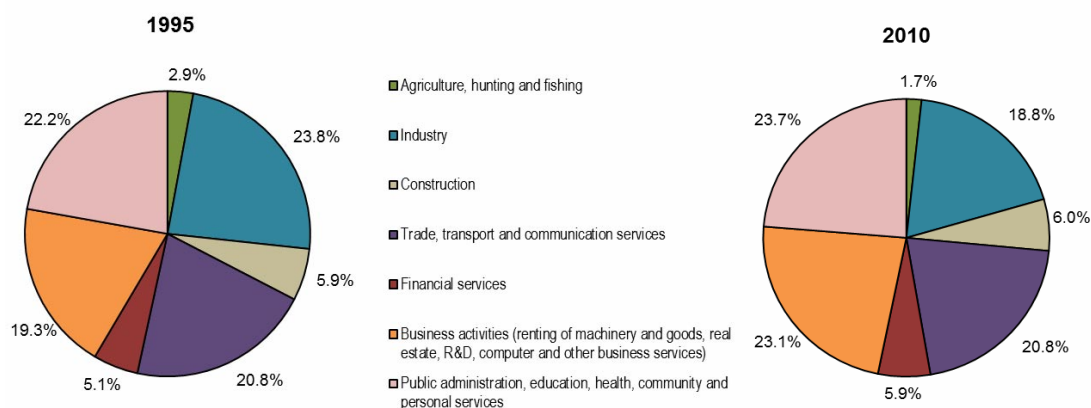 1995
2.9%
23.8%
5.9%
20.8%
5.1%
19.3%
22.2%
Agriculture, hunting and fishing
Industry
Construction
Trade, transport and communication services
Financial services
Business activities (renting of machinery and goods, real
estate, R&D, computer and other business services)
Public administration, education, health, community and
personal services
2010
1.7%
18.8%
6.0%
20.8%
5.9%
23.1%
23.7%